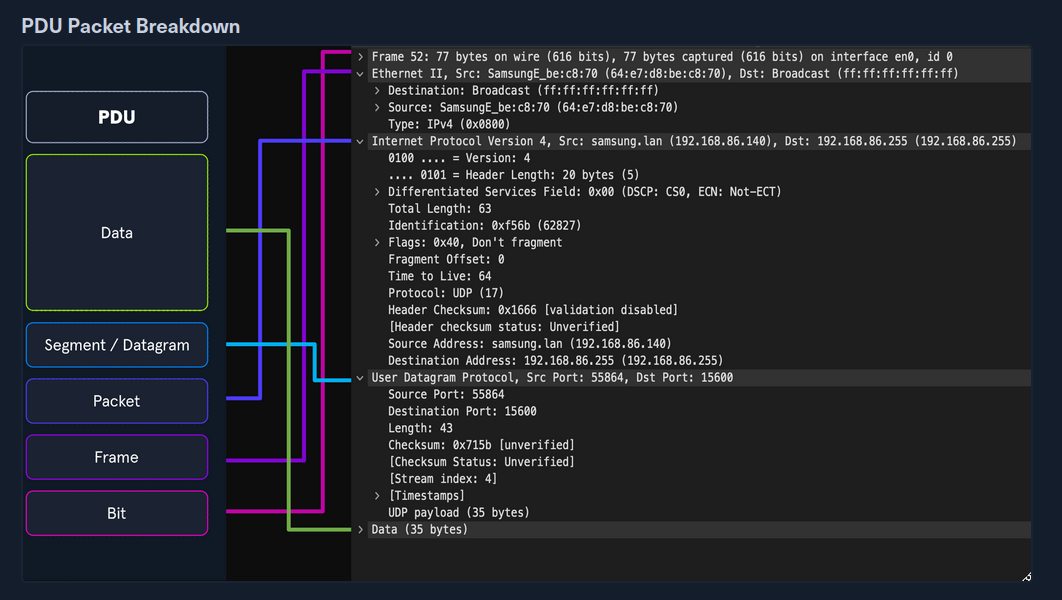 PDU Packet Breakdown
PDU
Data
Segment / Datagram
Packet
Frame
Bit
Frame 52: 77 bytes on wire (616 bits), 77 bytes captured (616 bits) on interface en0, id 0
Ethernet II, Src: SamsungE_be:c8:70 (64:e7:d8:be:c8:70), Dst: Broadcast (ff:ff:ff:ff:ff:ff)
Destination: Broadcast (ff:ff:ff:ff:ff:ff)
Source: SamsungE_be:c8:70 (64:e7:d8:be:c8:70)
Type: IPv4 (0x0800)
Internet Protocol Version 4, Src: samsung.lan (192.168.86.140), Dst: 192.168.86.255 (192.168.86.255)
0100 .... = Version: 4
.... 0101 = Header Length: 20 bytes (5)
Differentiated Services Field: 0x00 (DSCP: CS0, ECN: Not-ECT)
Total Length: 63
Identification: 0xf56b (62827)
Flags: 0x40, Don't fragment
Fragment Offset: 0
Time to Live: 64
Protocol: UDP (17)
Header Checksum: 0x1666 [validation disabled]
[Header checksum status: Unverified]
Source Address: samsung.lan (192.168.86.140)
Destination Address: 192.168.86.255 (192.168.86.255)
User Datagram Protocol, Src Port: 55864, Dst Port: 15600
Source Port: 55864
Destination Port: 15600
Length: 43
Checksum: 0x715b [unverified]
[Checksum Status: Unverified]
[Stream index: 4]
[Timestamps]
UDP payload (35 bytes)
Data (35 bytes)